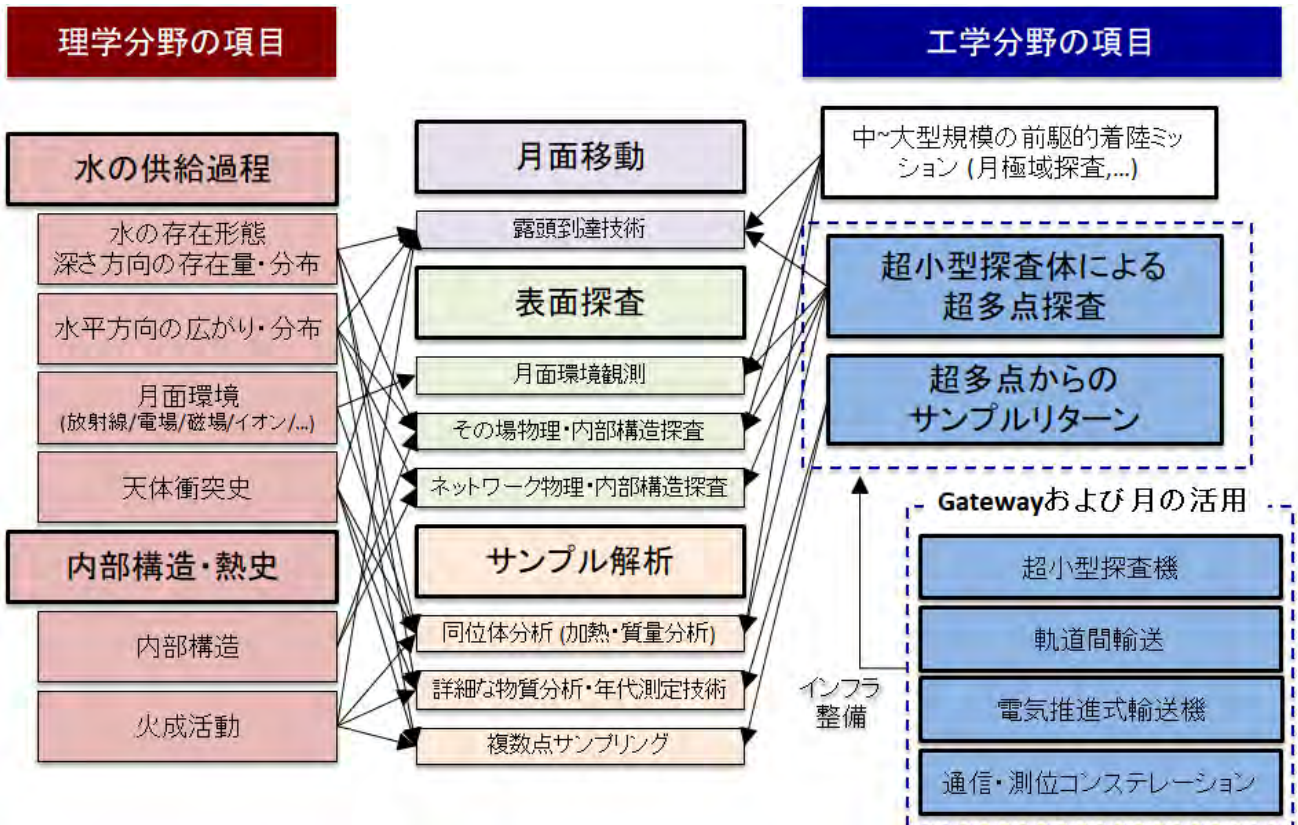 理学分野の項目
水の供給過程
水の存在形態
深さ方向の存在量・分布
水平方向の広がり・分布
月面環境
(放射線/電場/磁場/イオン/...)
天体衝突史
内部構造・熱史
内部構造
火成活動
月面移動
露頭到達技術
表面探査
月面環境観測
その場物理・内部構造探査
ネットワーク物理・内部構造探査
サンプル解析
同位体分析 (加熱・質量分析)
詳細な物質分析・年代測定技術
複数点サンプリング
工学分野の項目
中~大型規模の前駆的着陸ミッ
ション (月極域探査,...)
超小型探査体による
超多点探査
超多点からの
サンプルリターン
インフラ
整備
Gatewayおよび月の活用
超小型探査機
軌道間輸送
電気推進式輸送機
通信・測位コンステレーション